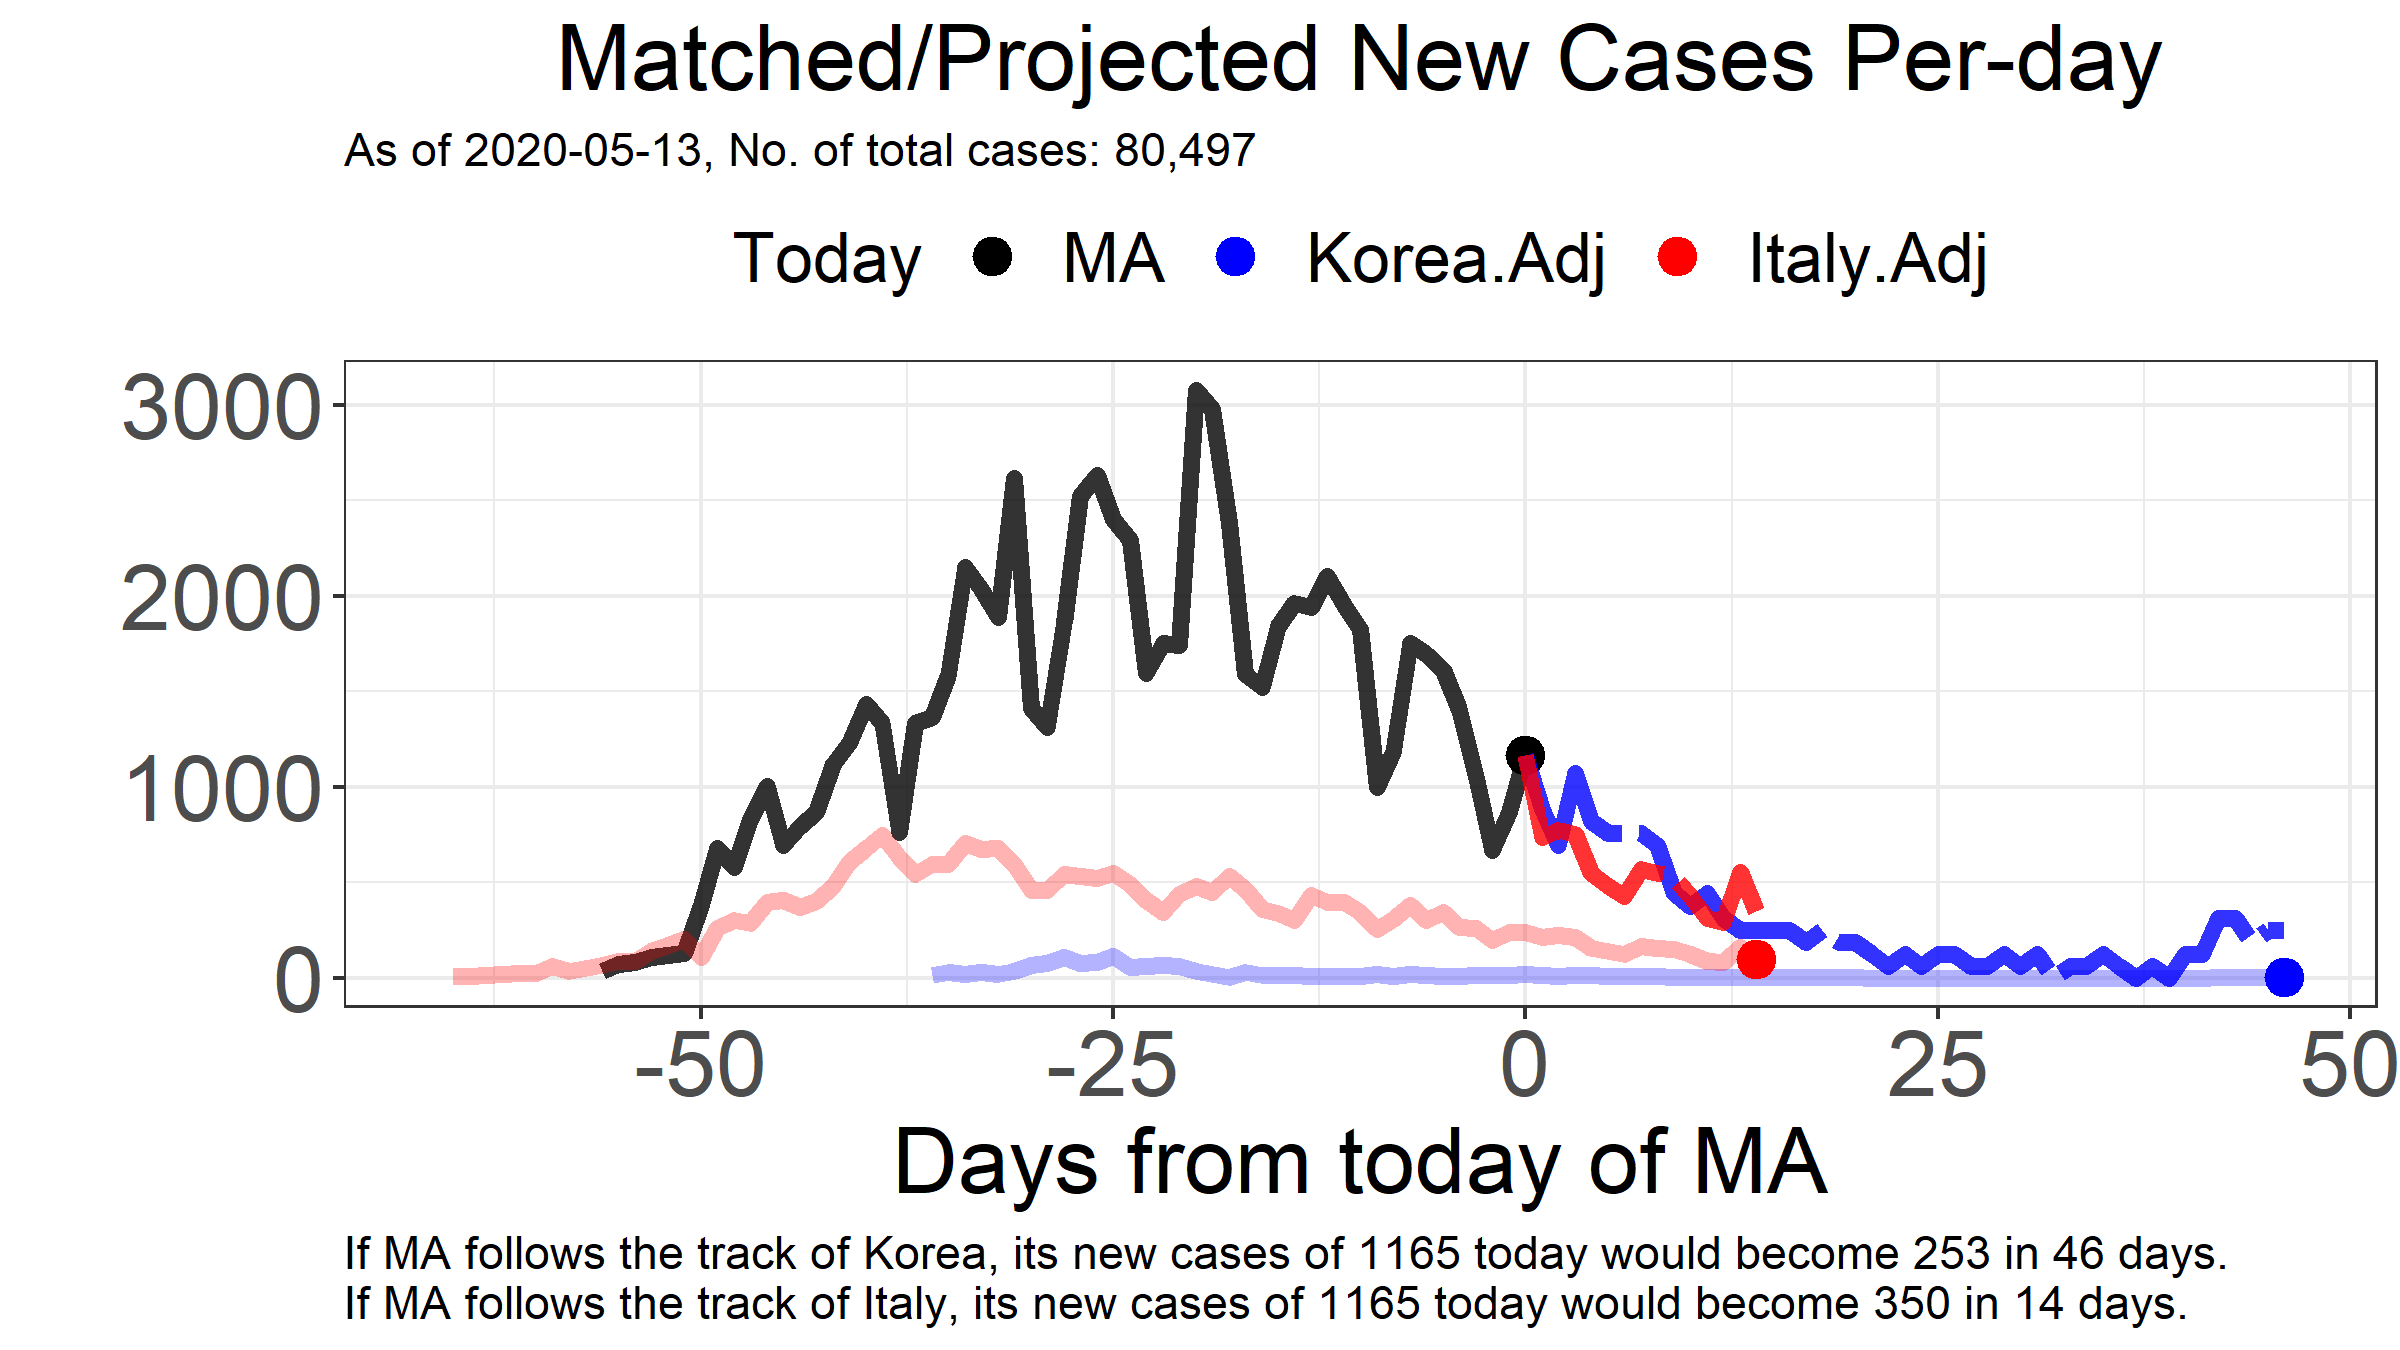 Matched/Projected New Cases Per-day
As of 2020-05-13, No. of total cases: 80,497
Today MA Korea.Adj Italy.Adj
3000
2000
1000
0
-50 -25 0 25 50
Days from today of MA
If MA follows the track of Korea, its new cases of 1165 today would become 253 in 46 days.
If MA follows the track of Italy, its new cases of 1165 today would become 350 in 14 days.